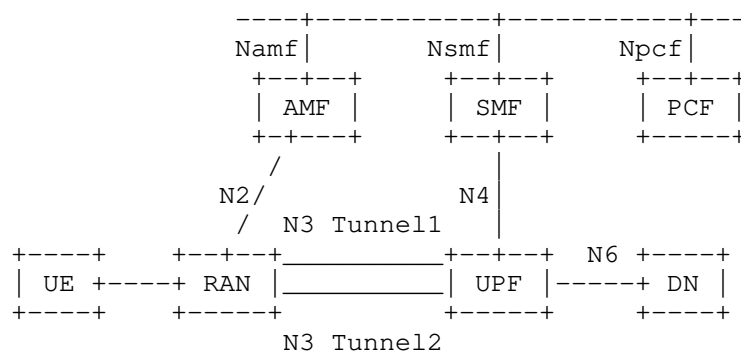 Namf Nsmf Npcf
AMF SMF PCF
N2 N4
N3 Tunnel1
N6
UE RAN UPF DN
N3 Tunnel2